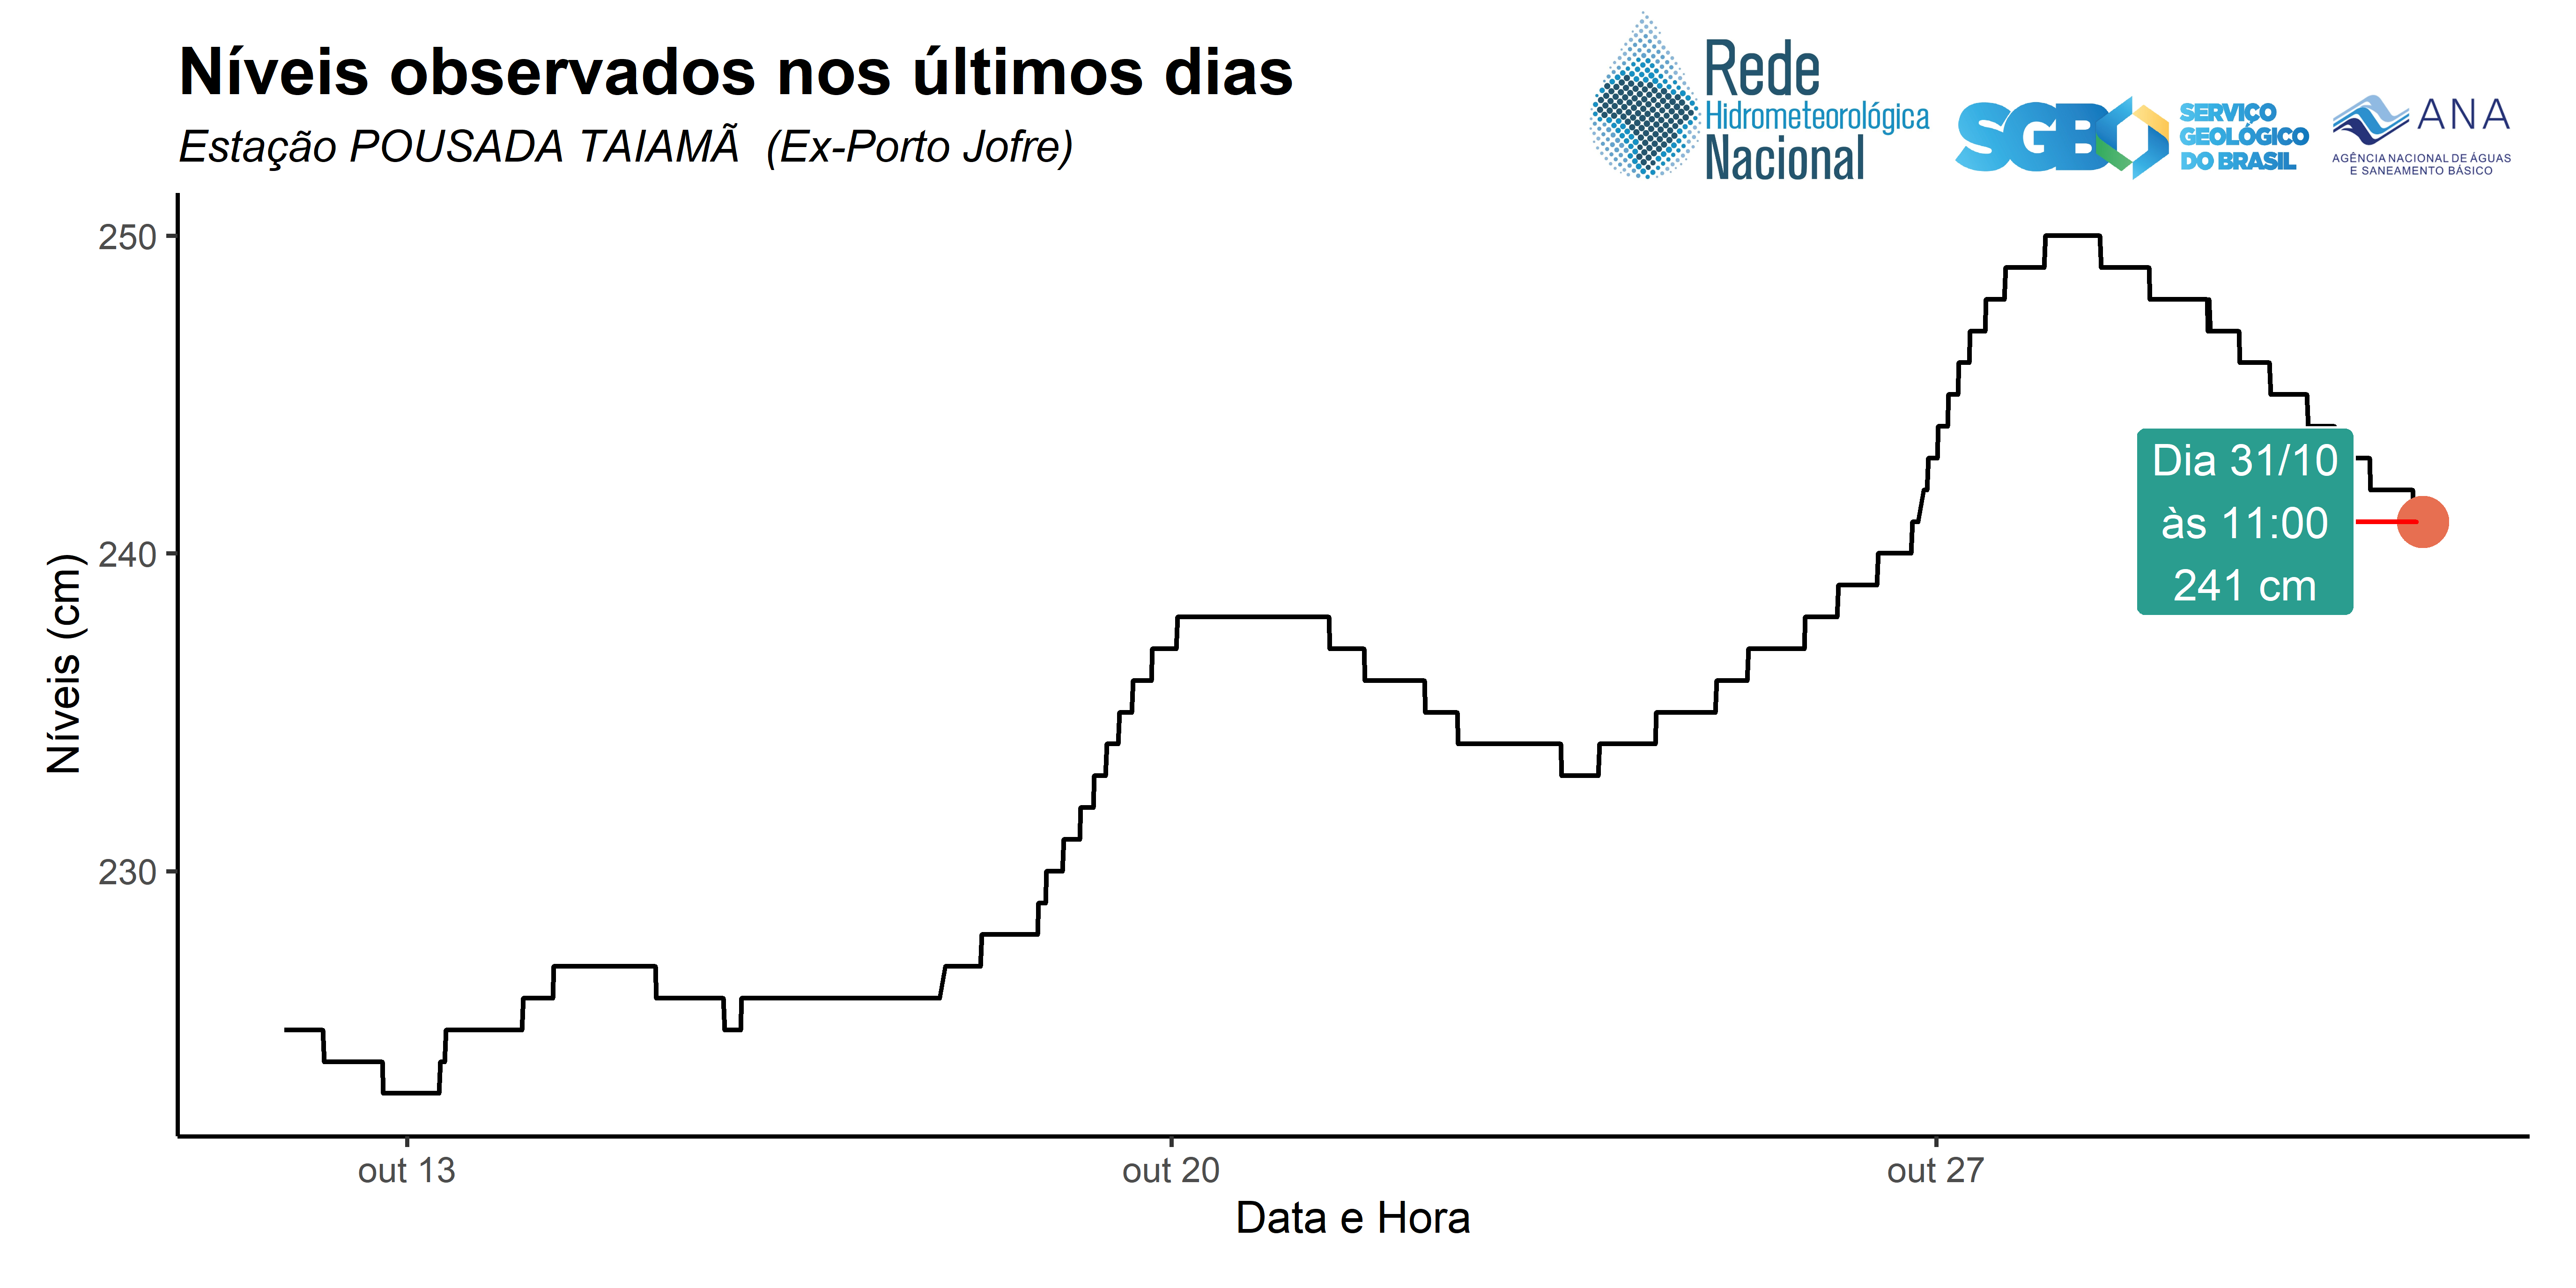 Níveis observados nos últimos dias
Estação POUSADA TAIAMÃ  (Ex-Porto Jofre)
Rede
Hidrometeorológica
Nacional
SGB
SERVIÇO
GEOLÓGICO
DO BRASIL
ANA
AGÊNCIA NACIONAL DE ÁGUAS
E SANEAMENTO BÁSICO
250
240
230
Níveis (cm)
Dia 31/10
às 11:00
241 cm
out 13
out 20
out 27
Data e Hora